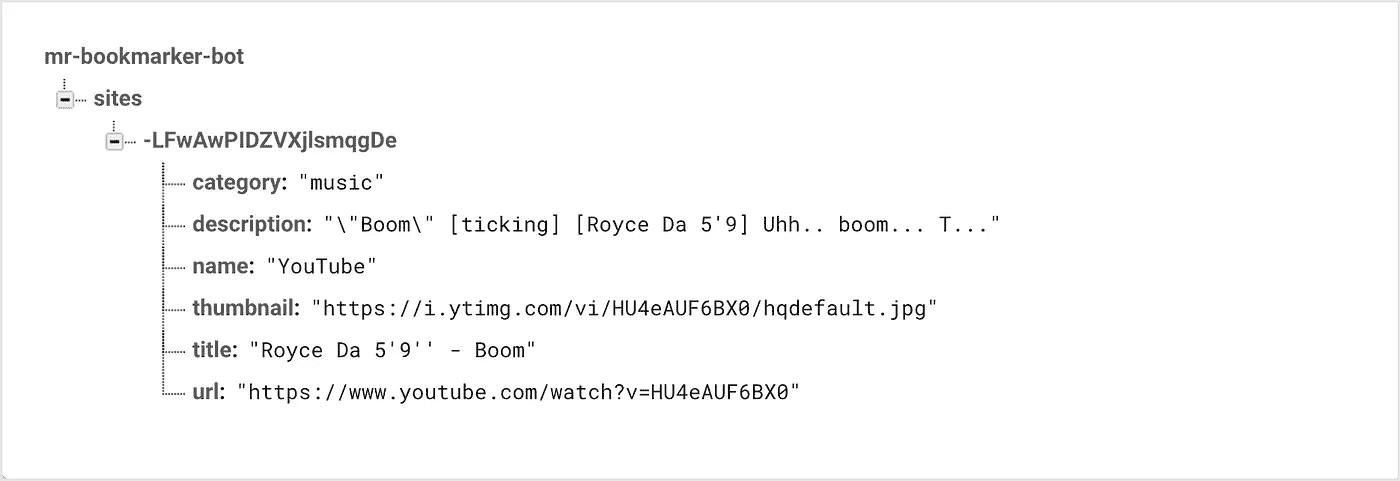 mr-bookmarker-bot
sites
-LFwAwPlDZVXjlsmqgDe
category: "music"
description: "\"Boom\" [ticking] [Royce Da 5'9] Uhh.. boom... T..."
name: "YouTube"
thumbnail: "https://i.ytimg.com/vi/HU4eAUF6BX0/hqdefault.jpg"
title: "Royce Da 5'9'' - Boom"
url: "https://www.youtube.com/watch?v=HU4eAUF6BX0"